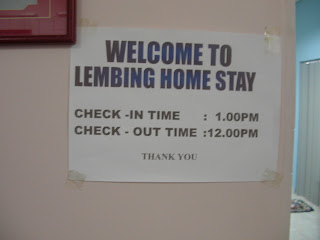 WELCOME TO
LEMBING HOME STAY
CHECK -IN TIME : 1.00PM
CHECK - OUT TIME :12.00PM
THANK YOU